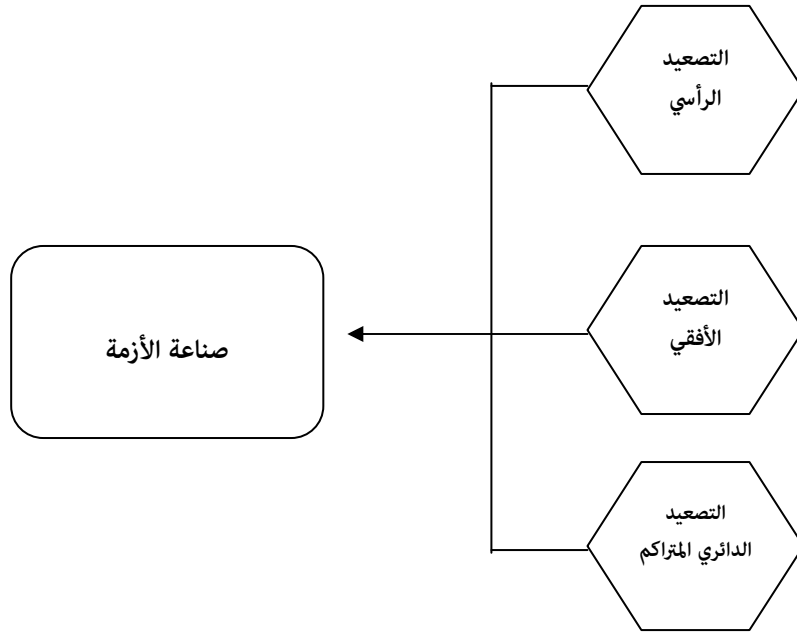 التصعيد
الرأسي
التصعيد
الأفقي
صناعة الأزمة
التصعيد
الدائري المتراكم